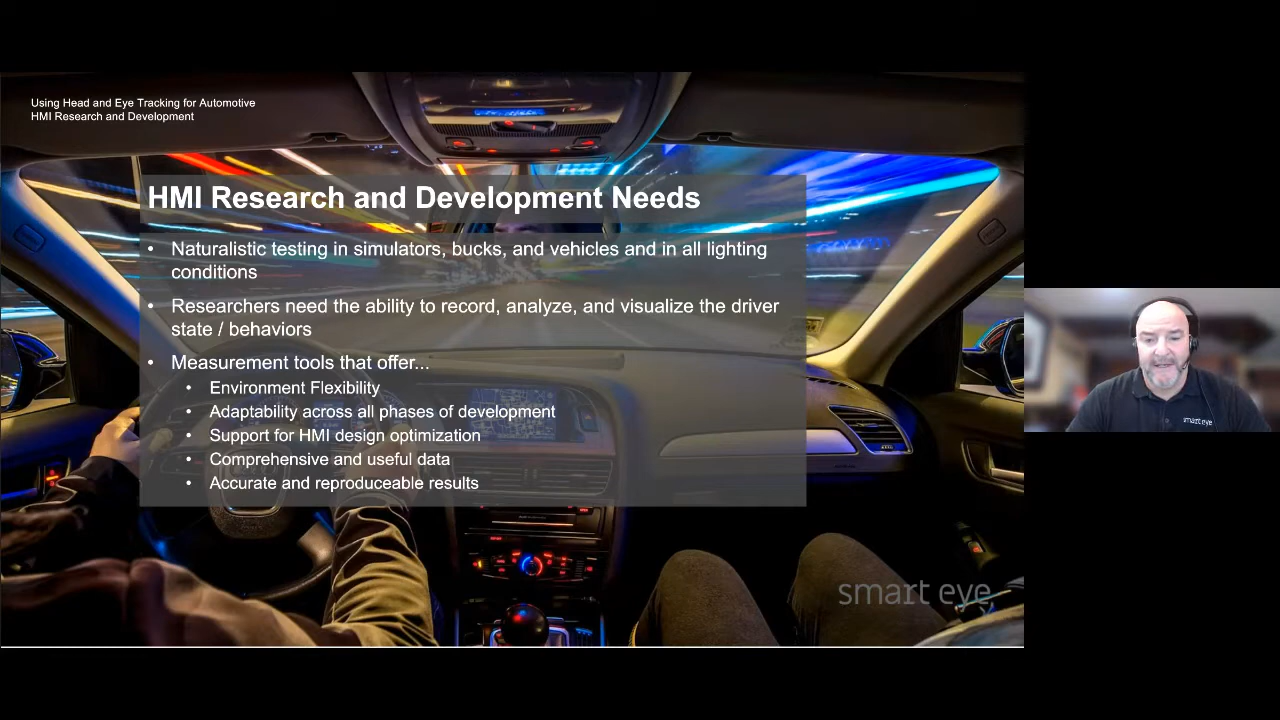 Using Head and Eye Tracking for Automotive
HMI Research and Development
HMI Research and Development Needs
• Naturalistic testing in simulators, bucks, and vehicles and in all lighting
conditions
• Researchers need the ability to record, analyze, and visualize the driver
state / behaviors
• Measurement tools that offer...
• Environment Flexibility
• Adaptability across all phases of development
• Support for HMI design optimization
• Comprehensive and useful data
• Accurate and reproduceable results
smart eye
smart eye